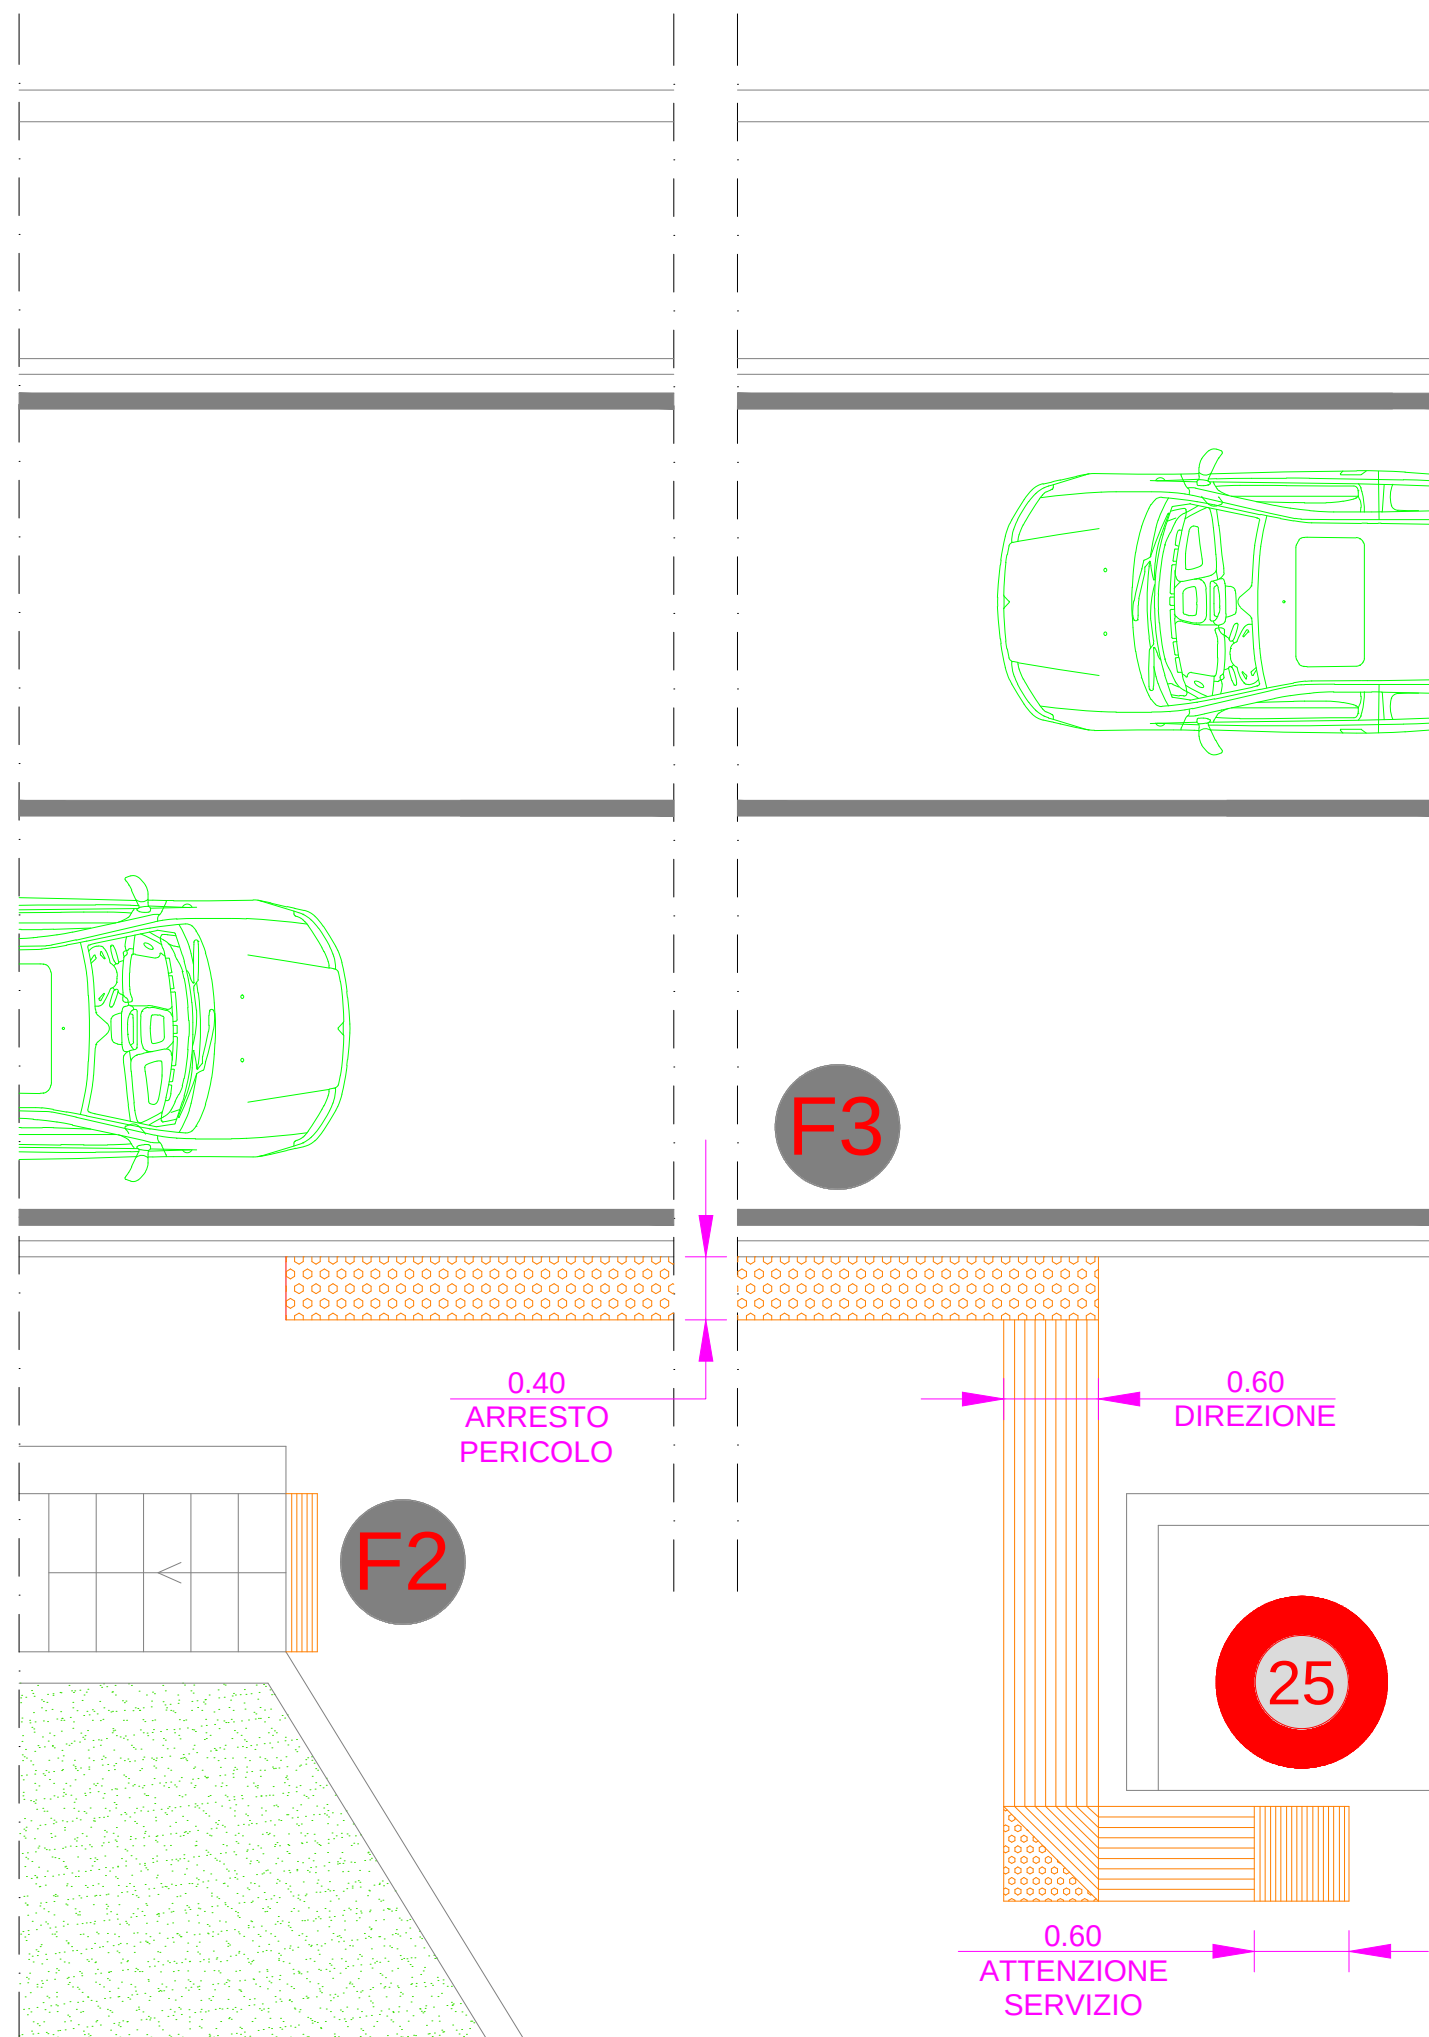 F3
0.40
ARRESTO
PERICOLO
0.60
DIREZIONE
F2
25
0.60
ATTENZIONE
SERVIZIO